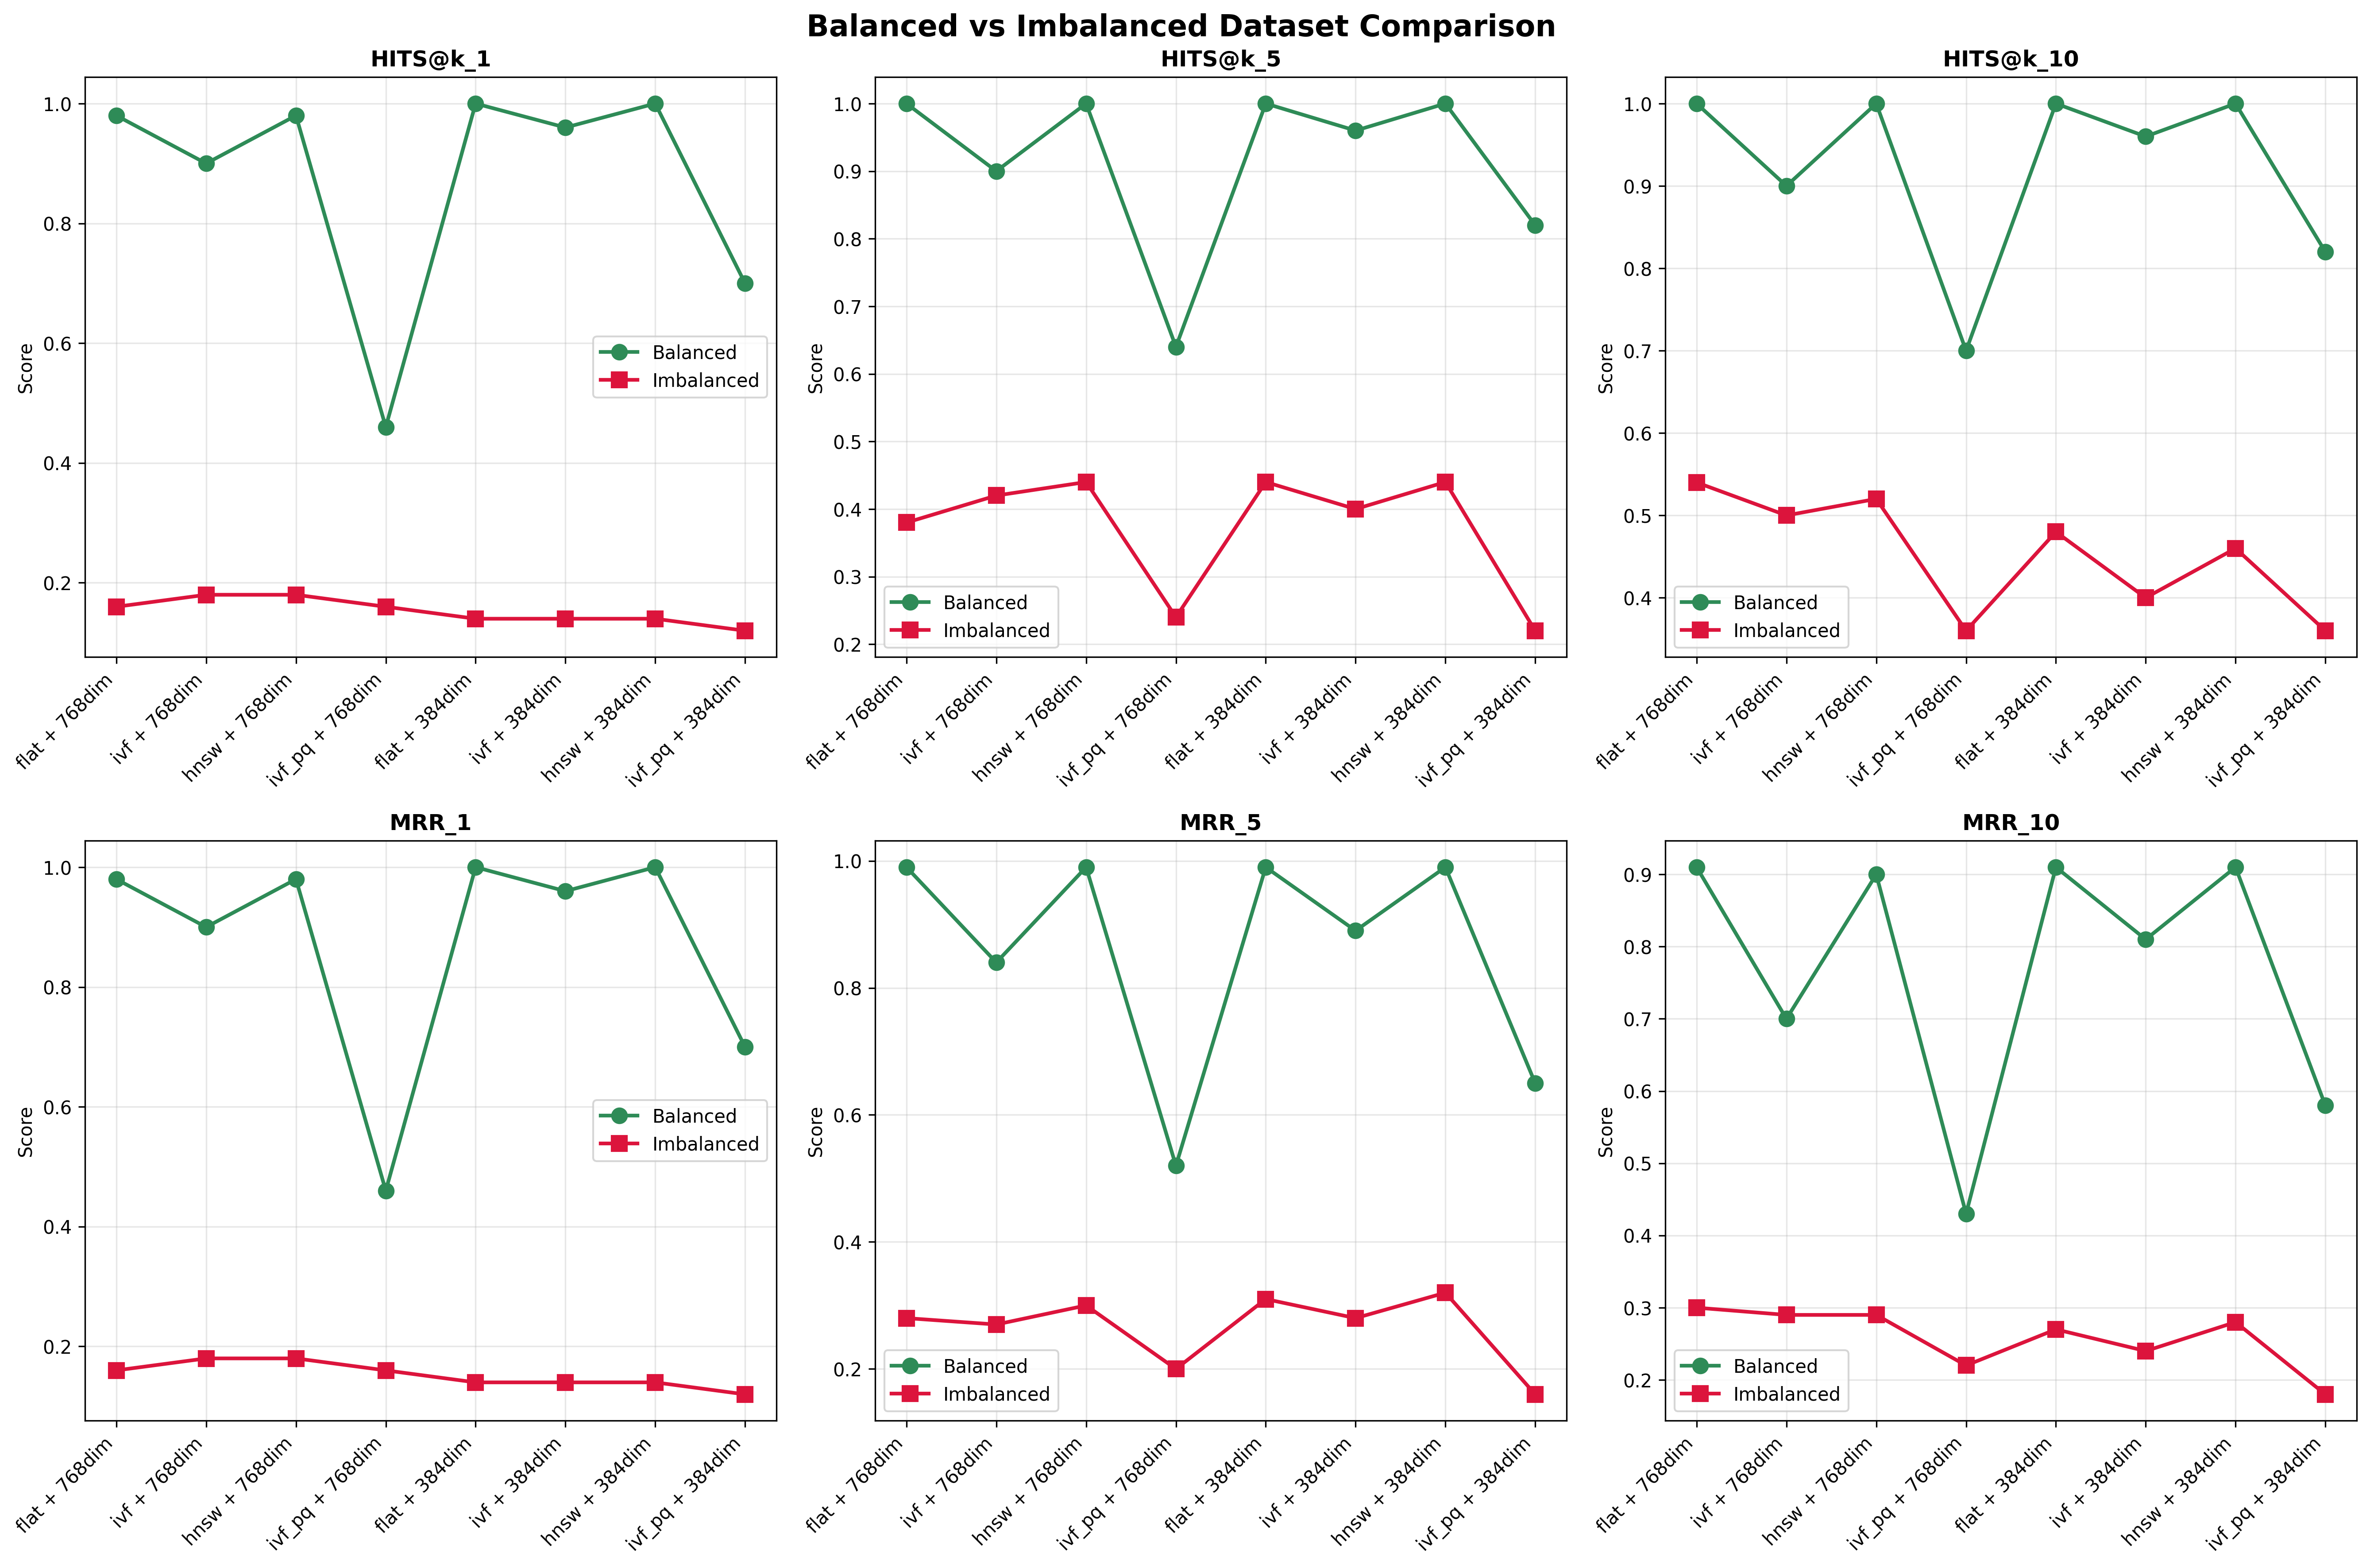 Balanced vs Imbalanced Dataset Comparison
HITS@k_1
Score
1.0
0.8
0.6
0.4
0.2
Balanced
Imbalanced
flat + 768dim
ivf + 768dim
hnsw + 768dim
ivf_pq + 768dim
flat + 384dim
ivf + 384dim
hnsw + 384dim
ivf_pq + 384dim
HITS@k_5
Score
1.0
0.9
0.8
0.7
0.6
0.5
0.4
0.3
0.2
Balanced
Imbalanced
flat + 768dim
ivf + 768dim
hnsw + 768dim
ivf_pq + 768dim
flat + 384dim
ivf + 384dim
hnsw + 384dim
ivf_pq + 384dim
HITS@k_10
Score
1.0
0.9
0.8
0.7
0.6
0.5
0.4
Balanced
Imbalanced
flat + 768dim
ivf + 768dim
hnsw + 768dim
ivf_pq + 768dim
flat + 384dim
ivf + 384dim
hnsw + 384dim
ivf_pq + 384dim
MRR_1
Score
1.0
0.8
0.6
0.4
0.2
Balanced
Imbalanced
flat + 768dim
ivf + 768dim
hnsw + 768dim
ivf_pq + 768dim
flat + 384dim
ivf + 384dim
hnsw + 384dim
ivf_pq + 384dim
MRR_5
Score
1.0
0.8
0.6
0.4
0.2
Balanced
Imbalanced
flat + 768dim
ivf + 768dim
hnsw + 768dim
ivf_pq + 768dim
flat + 384dim
ivf + 384dim
hnsw + 384dim
ivf_pq + 384dim
MRR_10
Score
0.9
0.8
0.7
0.6
0.5
0.4
0.3
0.2
Balanced
Imbalanced
flat + 768dim
ivf + 768dim
hnsw + 768dim
ivf_pq + 768dim
flat + 384dim
ivf + 384dim
hnsw + 384dim
ivf_pq + 384dim